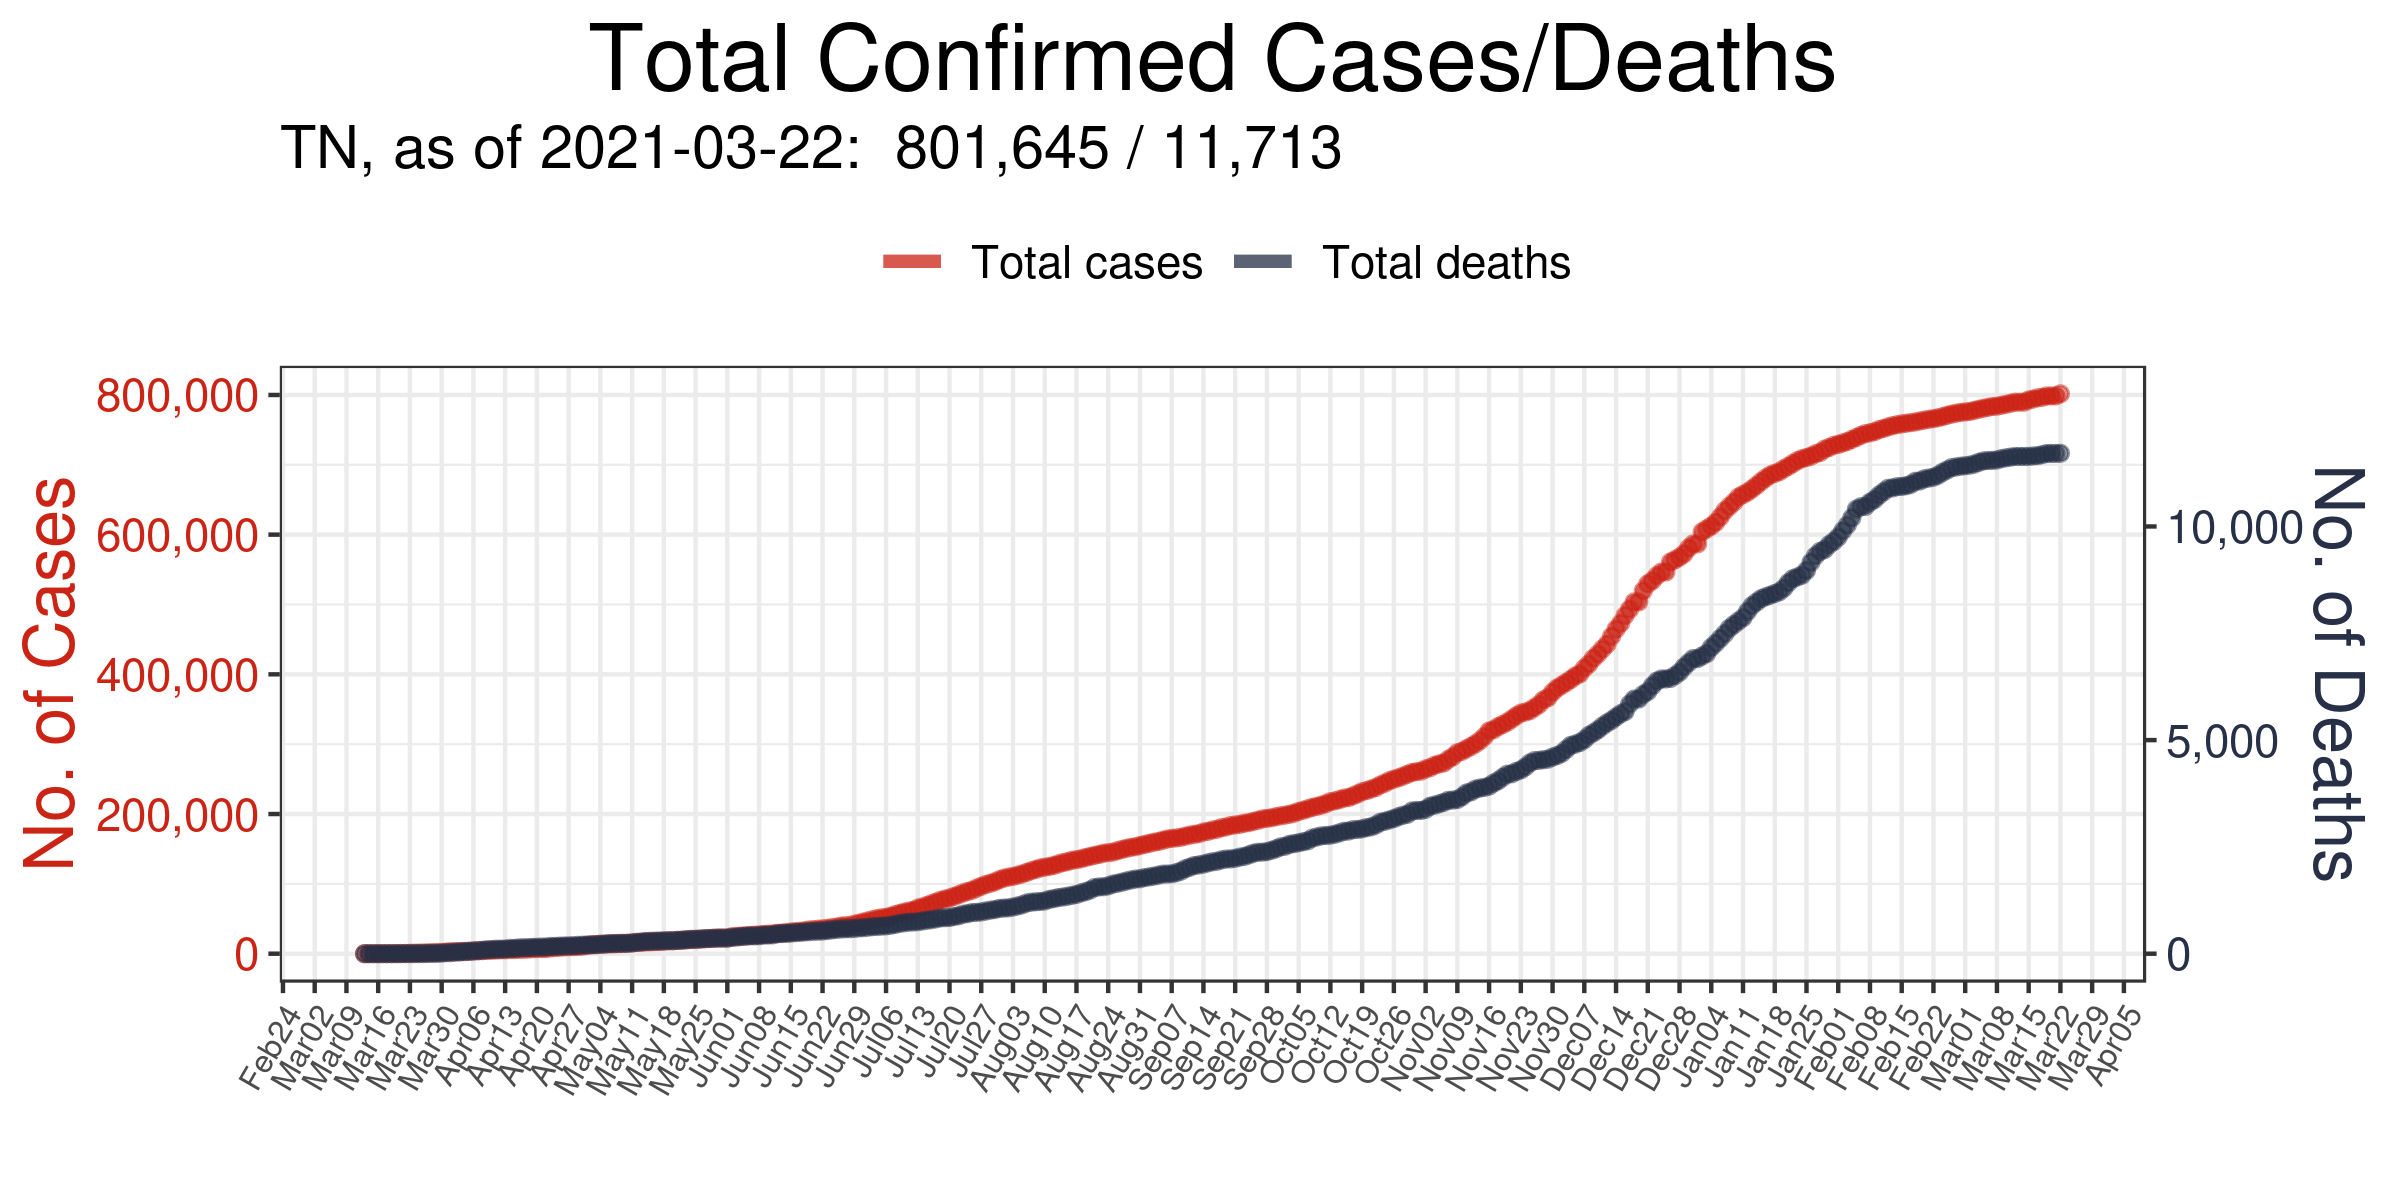 Total Confirmed Cases/Deaths
TN, as of 2021-03-22:  801,645 / 11,713
Total cases
Total deaths
No. of Cases
800,000
600,000
400,000
200,000
0
10,000
5,000
0
No. of Deaths
Feb24
Mar02
Mar09
Mar16
Mar23
Mar30
Apr06
Apr13
Apr20
Apr27
May04
May11
May18
May25
Jun01
Jun08
Jun15
Jun22
Jun29
Jul06
Jul13
Jul20
Jul27
Aug03
Aug10
Aug17
Aug24
Aug31
Sep07
Sep14
Sep21
Sep28
Oct05
Oct12
Oct19
Oct26
Nov02
Nov09
Nov16
Nov23
Nov30
Dec07
Dec14
Dec21
Dec28
Jan04
Jan11
Jan18
Jan25
Feb01
Feb08
Feb15
Feb22
Mar01
Mar08
Mar15
Mar22
Mar29
Apr05